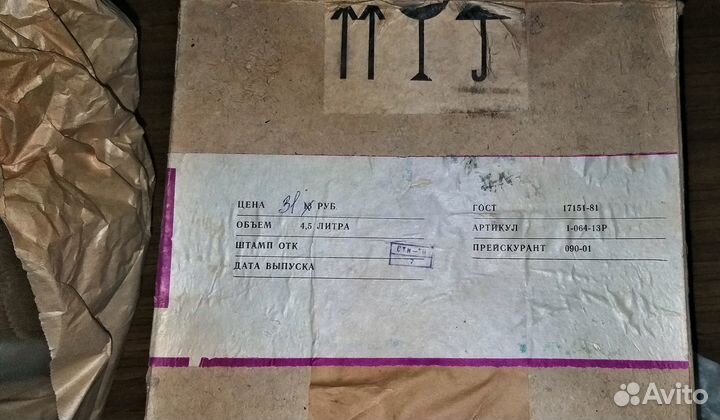 ЦЕНА 31 РУБ.
ОБЪЕМ 4,5 ЛИТРА
ШТАМП ОТК
ДАТА ВЫПУСКА
ГОСТ 17151-81
АРТИКУЛ 1-064-13Р
ПРЕЙСКУРАНТ 090-01
Avito